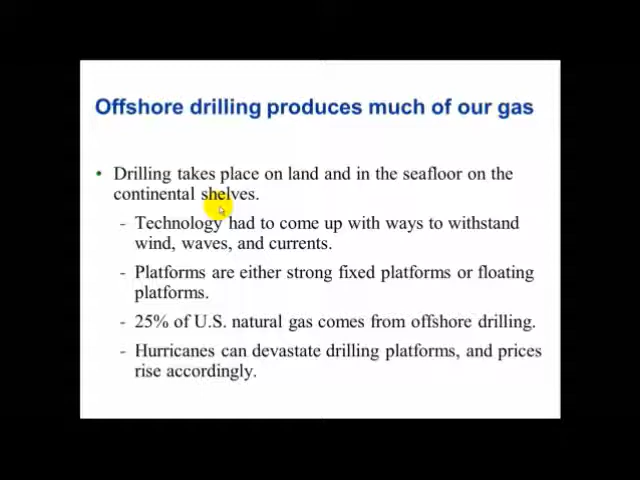 Offshore drilling produces much of our gas
• Drilling takes place on land and in the seafloor on the
continental shelves.
- Technology had to come up with ways to withstand
wind, waves, and currents.
- Platforms are either strong fixed platforms or floating
platforms.
- 25% of U.S. natural gas comes from offshore drilling.
- Hurricanes can devastate drilling platforms, and prices
rise accordingly.